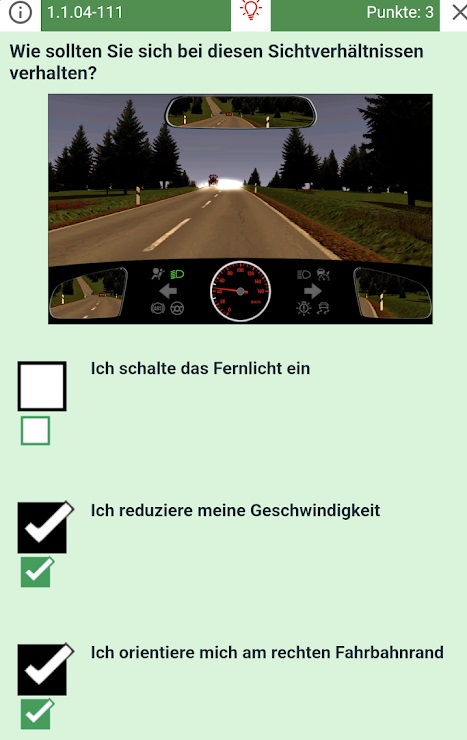 1.1.04-111 Punkte: 3
Wie sollten Sie sich bei diesen Sichtverhältnissen
verhalten?
Ich schalte das Fernlicht ein
Ich reduziere meine Geschwindigkeit
Ich orientiere mich am rechten Fahrbahnrand